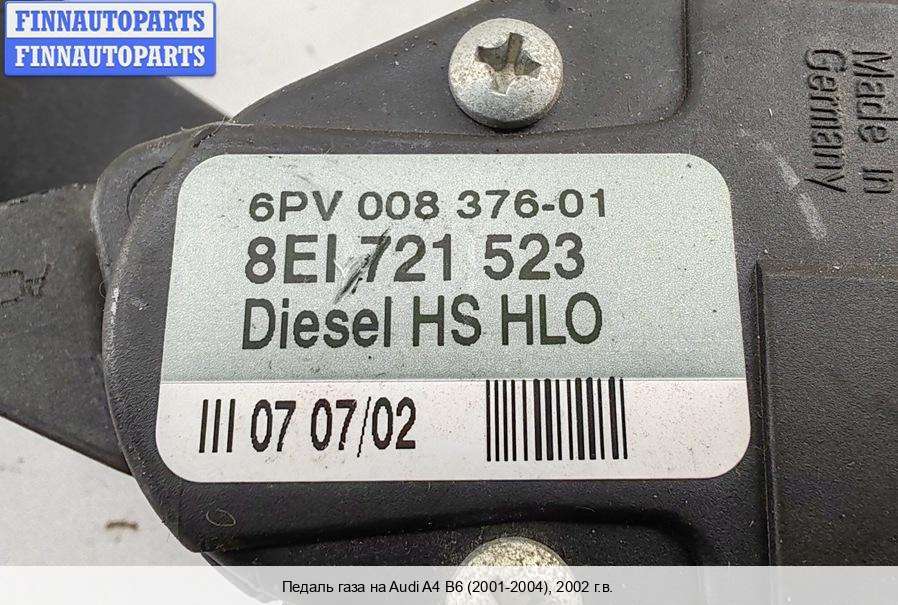 FINNAUTOPARTS
FINNAUTOPARTS
Made in
Germany
6PV 008 376-01
8E1 721 523
Diesel HS HLO
III 07 07/02
Педаль газа на Audi A4 B6 (2001-2004), 2002 г.в.